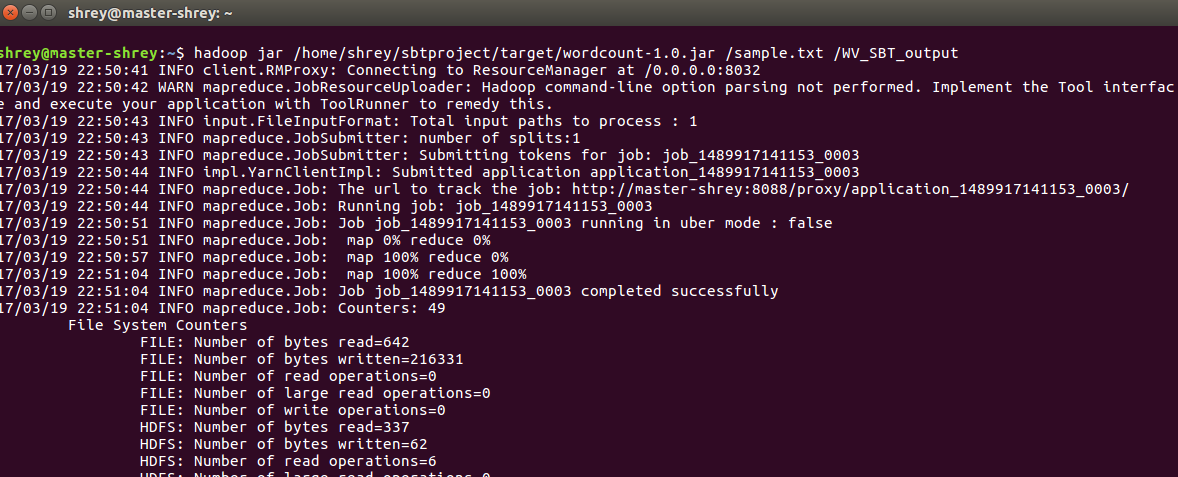 shrey@master-shrey: ~
shrey@master-shrey:~$ hadoop jar /home/shrey/sbtproject/target/wordcount-1.0.jar /sample.txt /WV_SBT_output
17/03/19 22:50:41 INFO client.RMProxy: Connecting to ResourceManager at /0.0.0.0:8032
17/03/19 22:50:42 WARN mapreduce.JobResourceUploader: Hadoop command-line option parsing not performed. Implement the Tool interfac
e and execute your application with ToolRunner to remedy this.
17/03/19 22:50:43 INFO input.FileInputFormat: Total input paths to process : 1
17/03/19 22:50:43 INFO mapreduce.JobSubmitter: number of splits:1
17/03/19 22:50:43 INFO mapreduce.JobSubmitter: Submitting tokens for job: job_1489917141153_0003
17/03/19 22:50:44 INFO impl.YarnClientImpl: Submitted application application_1489917141153_0003
17/03/19 22:50:44 INFO mapreduce.Job: The url to track the job: http://master-shrey:8088/proxy/application_1489917141153_0003/
17/03/19 22:50:44 INFO mapreduce.Job: Running job: job_1489917141153_0003
17/03/19 22:50:51 INFO mapreduce.Job: Job job_1489917141153_0003 running in uber mode : false
17/03/19 22:50:51 INFO mapreduce.Job:  map 0% reduce 0%
17/03/19 22:50:57 INFO mapreduce.Job:  map 100% reduce 0%
17/03/19 22:51:04 INFO mapreduce.Job:  map 100% reduce 100%
17/03/19 22:51:04 INFO mapreduce.Job: Job job_1489917141153_0003 completed successfully
17/03/19 22:51:04 INFO mapreduce.Job: Counters: 49
File System Counters
FILE: Number of bytes read=642
FILE: Number of bytes written=216331
FILE: Number of read operations=0
FILE: Number of large read operations=0
FILE: Number of write operations=0
HDFS: Number of bytes read=337
HDFS: Number of bytes written=62
HDFS: Number of read operations=6
HDFS: Number of large read operations=0